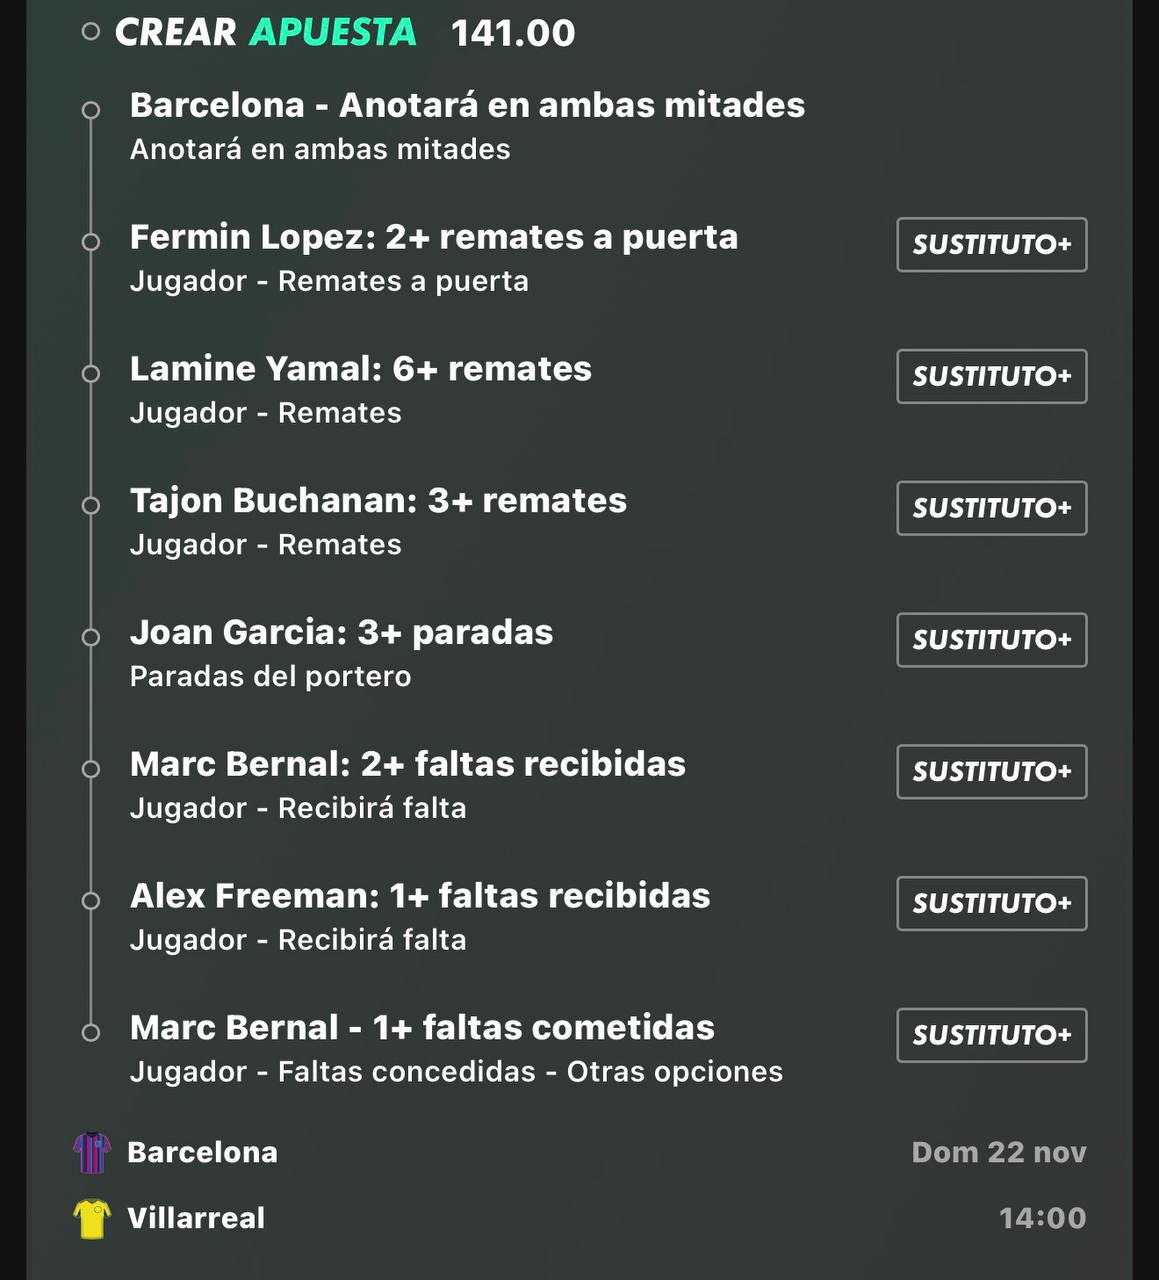 CREAR APUESTA 141.00
Barcelona - Anotará en ambas mitades
Anotará en ambas mitades
Fermin Lopez: 2+ remates a puerta
SUSTITUTO+
Jugador - Remates a puerta
Lamine Yamal: 6+ remates
SUSTITUTO+
Jugador - Remates
Tajon Buchanan: 3+ remates
SUSTITUTO+
Jugador - Remates
Joan Garcia: 3+ paradas
SUSTITUTO+
Paradas del portero
Marc Bernal: 2+ faltas recibidas
SUSTITUTO+
Jugador - Recibirá falta
Alex Freeman: 1+ faltas recibidas
SUSTITUTO+
Jugador - Recibirá falta
Marc Bernal - 1+ faltas cometidas
SUSTITUTO+
Jugador - Faltas concedidas - Otras opciones
Barcelona Dom 22 nov
Villarreal 14:00